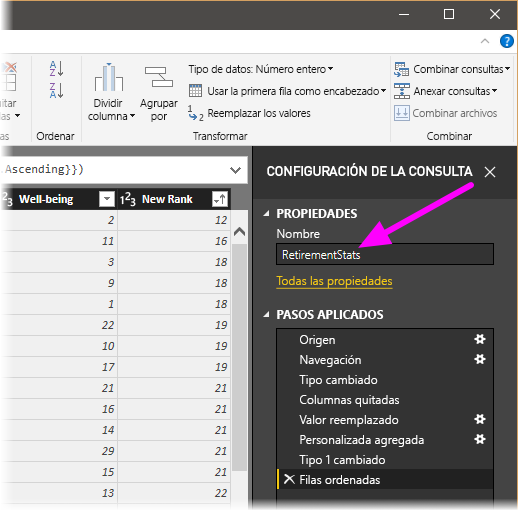 ?
A
Z
Z
A
Tipo de datos: Número entero
Usar la primera fila como encabezado
1
2
Reemplazar los valores
Dividir
columna
Agrupar
por
Combinar consultas
Anexar consultas
Combinar archivos
Ordenar
Transformar
Combinar
.Ascending}})
CONFIGURACIÓN DE LA CONSULTA
Well-being
123 New Rank
2 12
11 16
3 18
9 18
1 18
22 19
10 19
17 19
21 21
16 21
14 21
29 21
15 21
13 22
PROPIEDADES
Nombre
RetirementStats
Todas las propiedades
PASOS APLICADOS
Origen
Navegación
Tipo cambiado
Columnas quitadas
Valor reemplazado
Personalizada agregada
Tipo 1 cambiado
Filas ordenadas